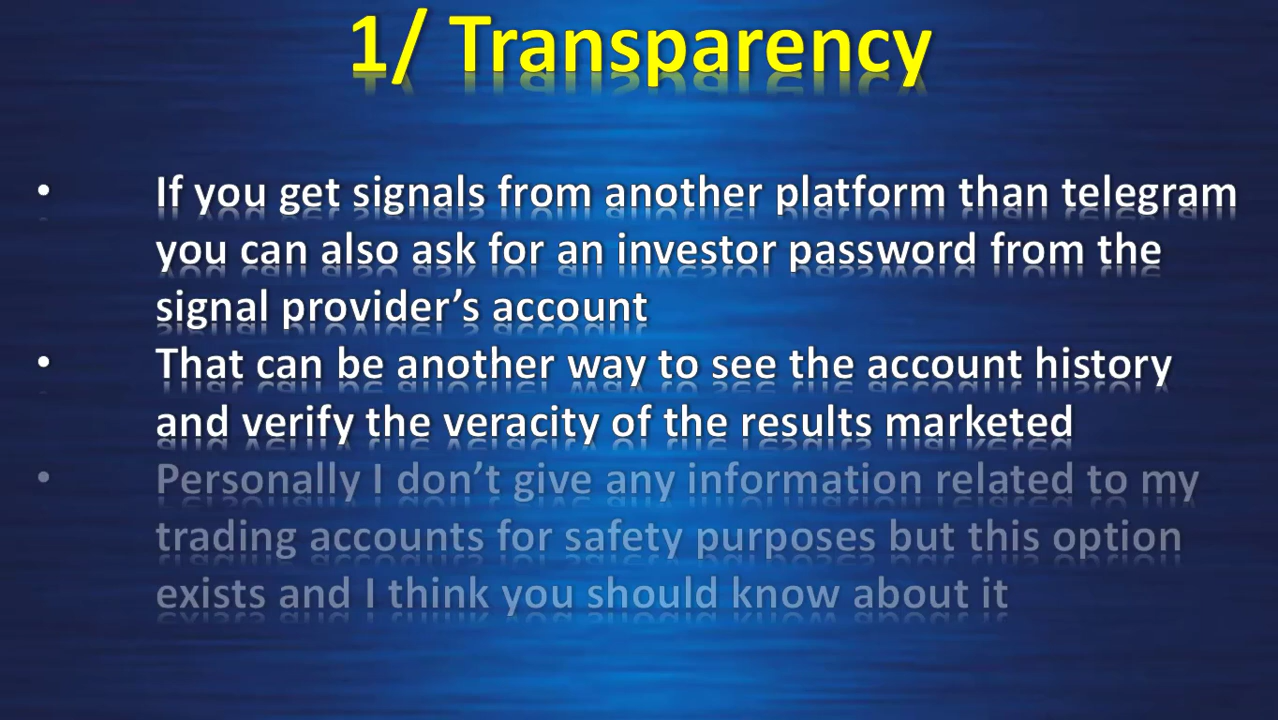 1/ Transparency
• If you get signals from another platform than telegram
you can also ask for an investor password from the
signal provider’s account
• That can be another way to see the account history
and verify the veracity of the results marketed
• Personally I don’t give any information related to my
trading accounts for safety purposes but this option
exists and I think you should know about it